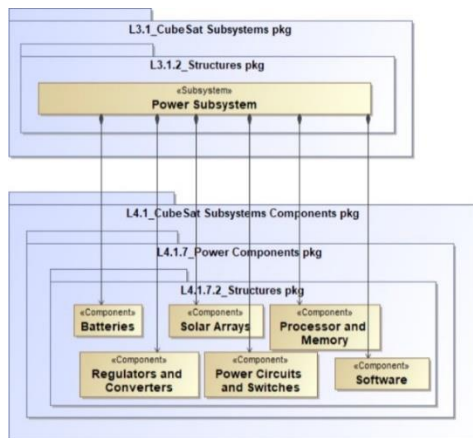 L3.1_CubeSat Subsystems pkg
L3.1.2_Structures pkg
«Subsystem»
Power Subsystem
L4.1_CubeSat Subsystems Components pkg
L4.1.7_Power Components pkg
L4.1.7.2_Structures pkg
«Component»
Batteries
«Component»
Solar Arrays
«Component»
Processor and
Memory
«Component»
Regulators and
Converters
«Component»
Power Circuits
and Switches
«Component»
Software